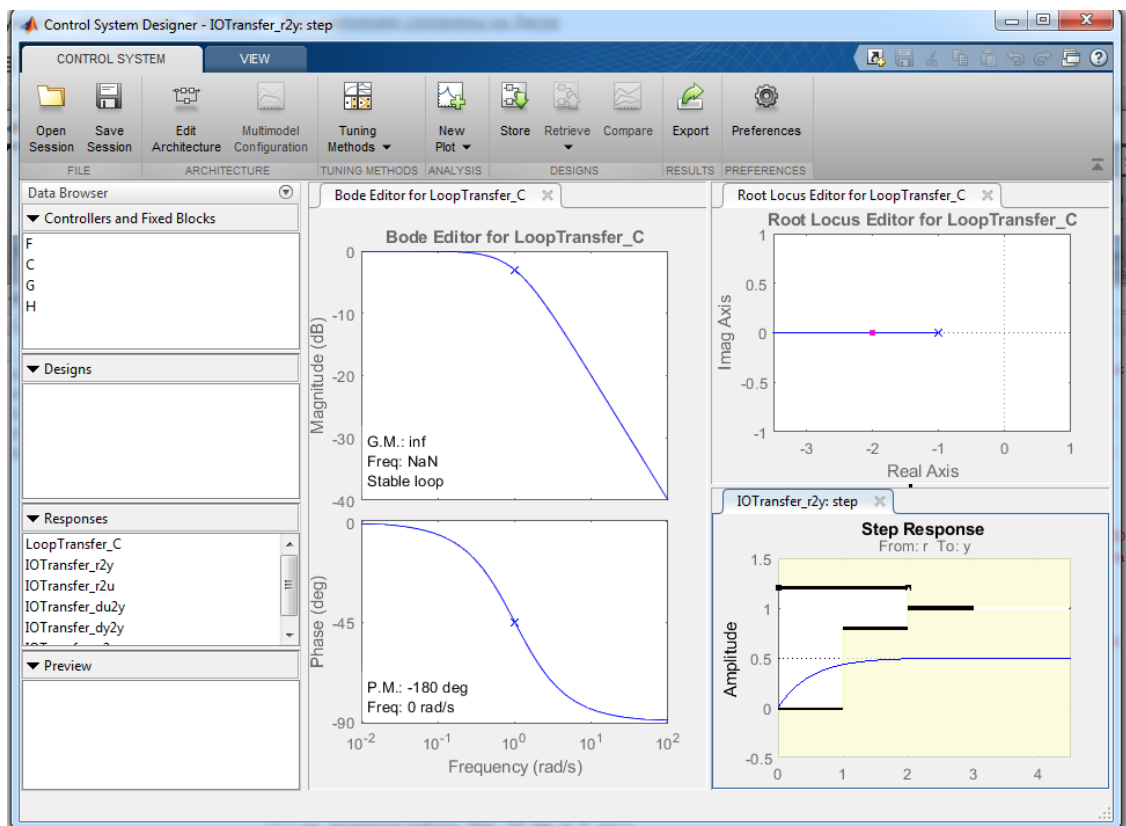 Control System Designer - IOTransfer_r2y: step
CONTROL SYSTEM
VIEW
Open Session
Save Session
Edit Architecture
Multimodel Configuration
Tuning Methods
New Plot
Store
Retrieve
Compare
Export
Preferences
FILE
ARCHITECTURE
TUNING METHODS
ANALYSIS
DESIGNS
RESULTS
PREFERENCES
Data Browser
Controllers and Fixed Blocks
F
C
G
H
Designs
Responses
LoopTransfer_C
IOTransfer_r2y
IOTransfer_r2u
IOTransfer_du2y
IOTransfer_dy2y
Preview
Bode Editor for LoopTransfer_C
Bode Editor for LoopTransfer_C
Magnitude (dB)
0
-10
-20
-30
-40
G.M.: inf
Freq: NaN
Stable loop
Phase (deg)
0
-45
-90
P.M.: -180 deg
Freq: 0 rad/s
10^-2 10^-1 10^0 10^1 10^2
Frequency (rad/s)
Root Locus Editor for LoopTransfer_C
Root Locus Editor for LoopTransfer_C
Imag Axis
1
0.5
0
-0.5
-1
-3 -2 -1 0 1
Real Axis
IOTransfer_r2y: step
Step Response
From: r To: y
Amplitude
1.5
1
0.5
0
-0.5
0 1 2 3 4